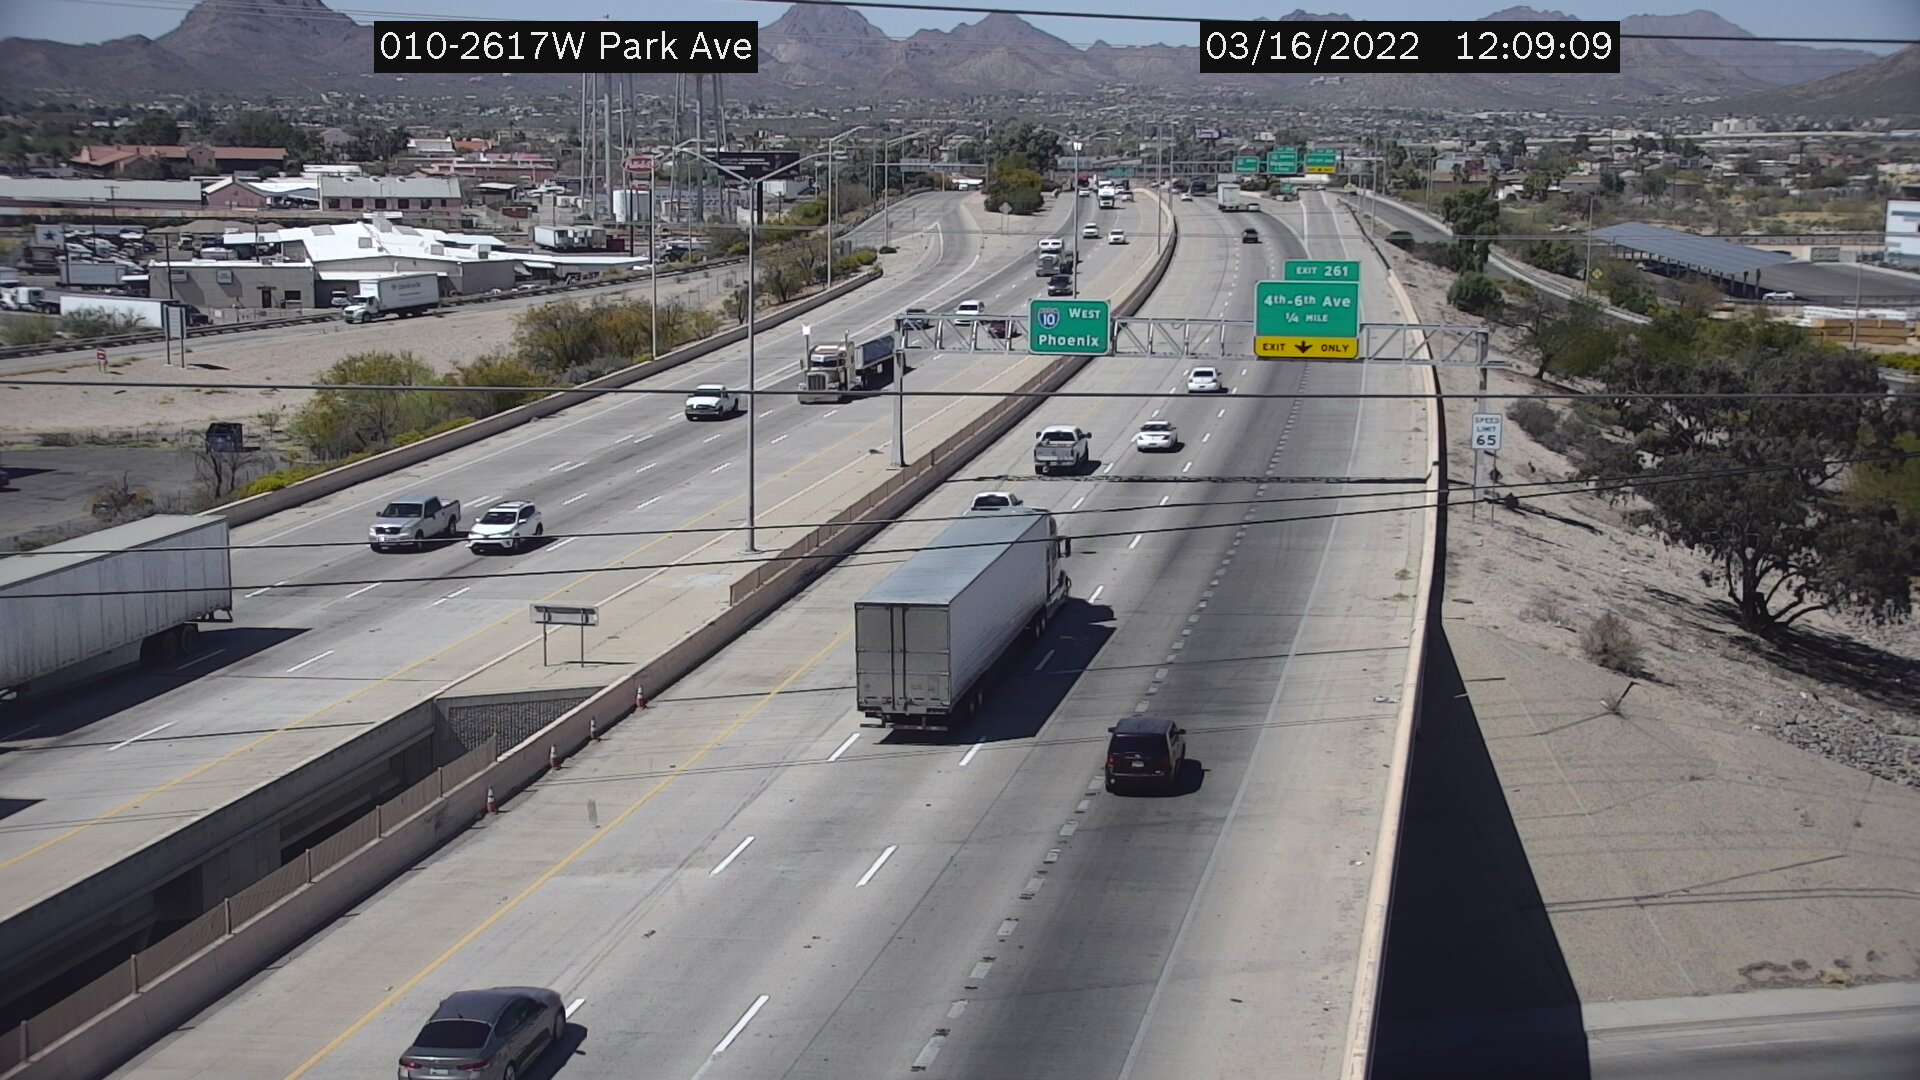 010-2617W Park Ave
03/16/2022 12:09:09
EXIT 261
4th-6th Ave
1/4 MILE
EXIT ONLY
10 WEST
Phoenix
SPEED
LIMIT
65